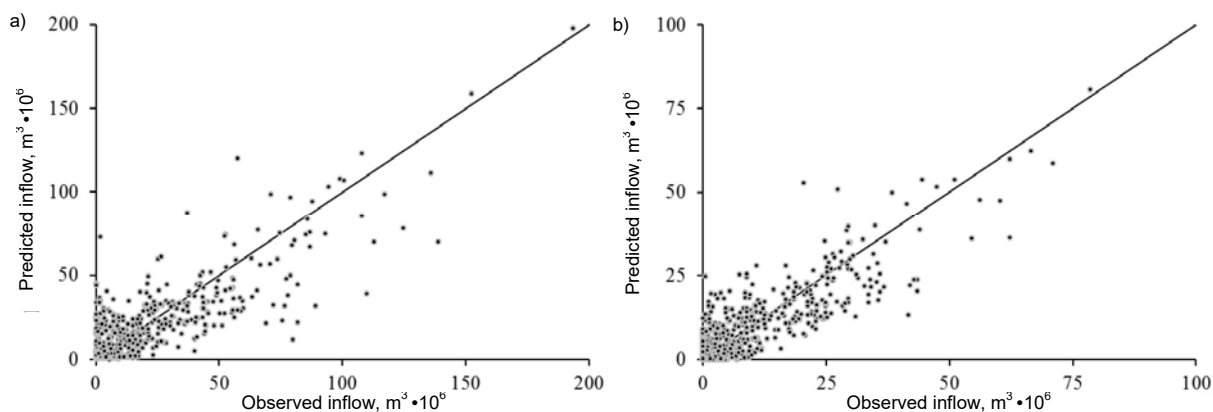 a)
200
150
100
50
0
Predicted inflow, m³•10⁶
0 50 100 150 200
Observed inflow, m³•10⁶
b)
100
75
50
25
0
Predicted inflow, m³•10⁶
0 25 50 75 100
Observed inflow, m³•10⁶